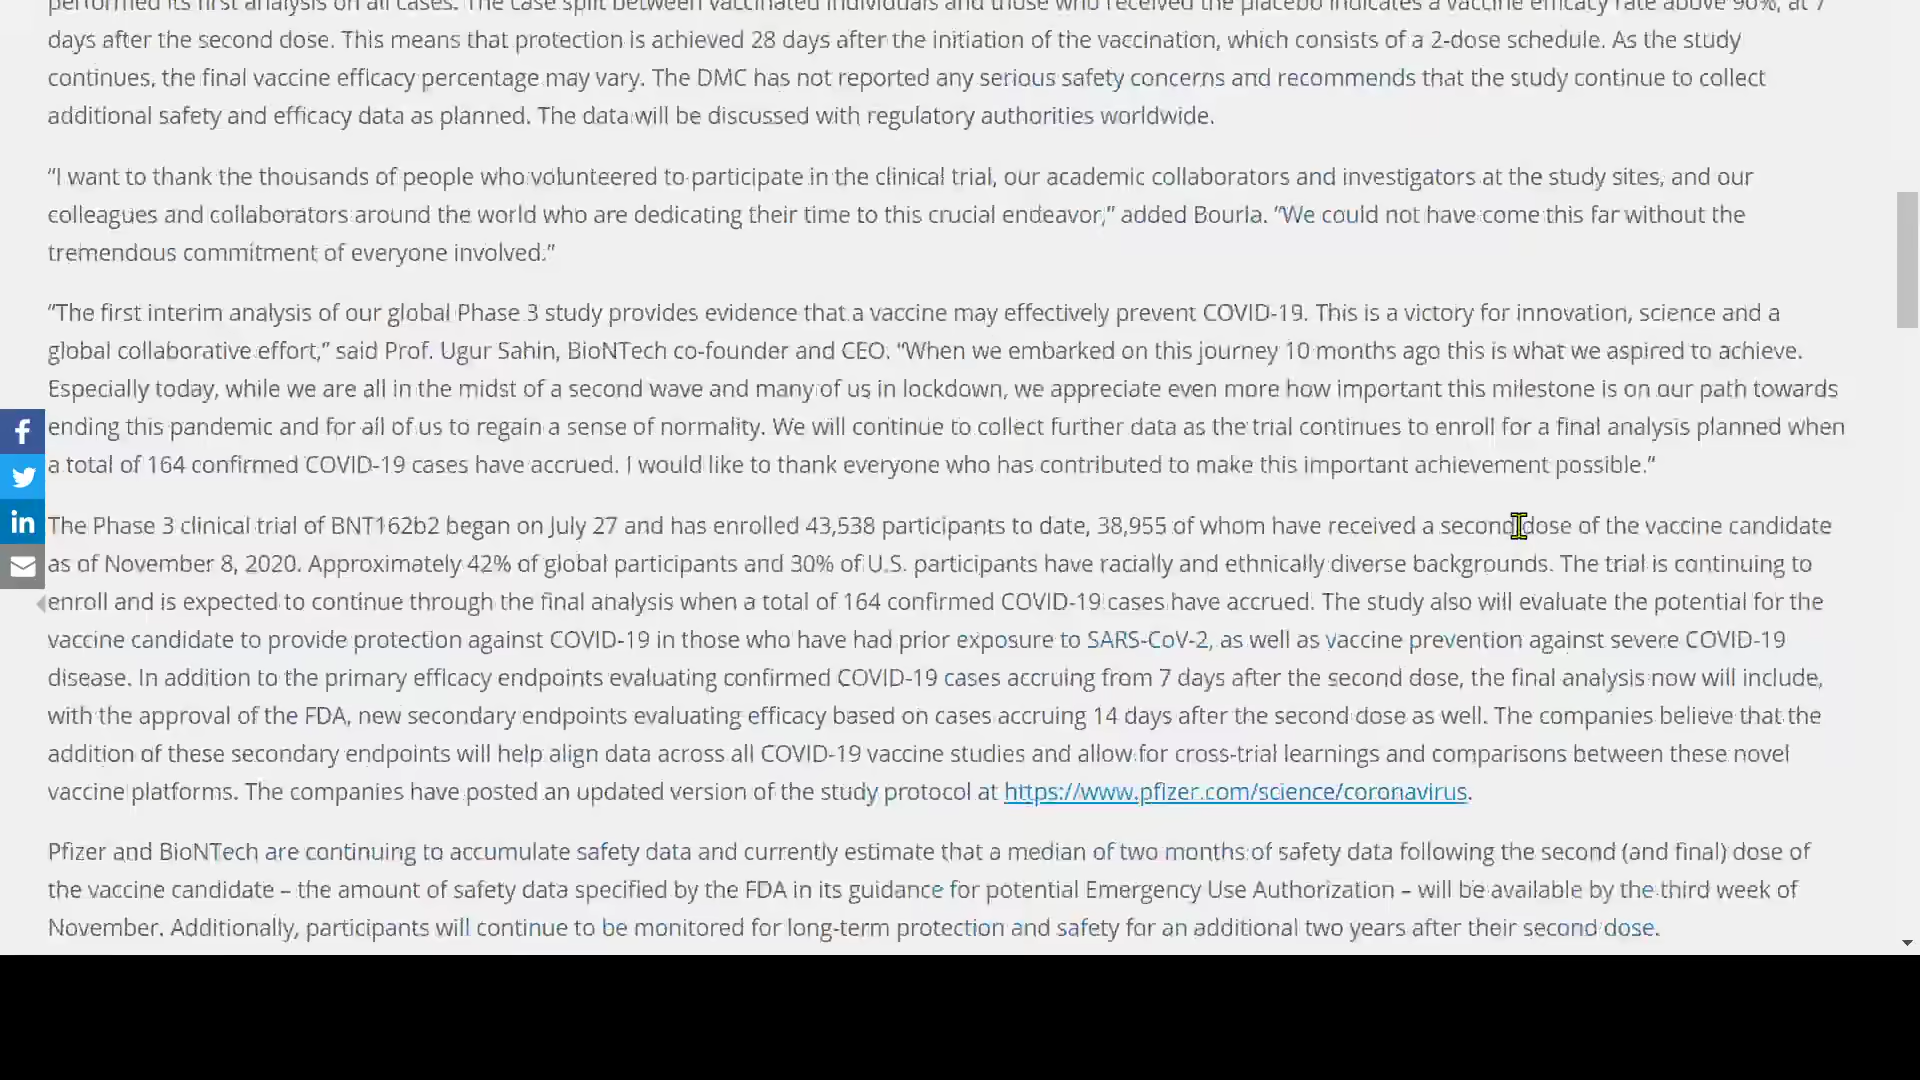 performed its first analysis on all cases. The case split between vaccinated individuals and those who received the placebo indicates a vaccine efficacy rate above 90%, at 7
days after the second dose. This means that protection is achieved 28 days after the initiation of the vaccination, which consists of a 2-dose schedule. As the study
continues, the final vaccine efficacy percentage may vary. The DMC has not reported any serious safety concerns and recommends that the study continue to collect
additional safety and efficacy data as planned. The data will be discussed with regulatory authorities worldwide.
“I want to thank the thousands of people who volunteered to participate in the clinical trial, our academic collaborators and investigators at the study sites, and our
colleagues and collaborators around the world who are dedicating their time to this crucial endeavor,” added Bourla. “We could not have come this far without the
tremendous commitment of everyone involved.”
“The first interim analysis of our global Phase 3 study provides evidence that a vaccine may effectively prevent COVID-19. This is a victory for innovation, science and a
global collaborative effort,” said Prof. Ugur Sahin, BioNTech co-founder and CEO. “When we embarked on this journey 10 months ago this is what we aspired to achieve.
Especially today, while we are all in the midst of a second wave and many of us in lockdown, we appreciate even more how important this milestone is on our path towards
ending this pandemic and for all of us to regain a sense of normality. We will continue to collect further data as the trial continues to enroll for a final analysis planned when
a total of 164 confirmed COVID-19 cases have accrued. I would like to thank everyone who has contributed to make this important achievement possible.”
The Phase 3 clinical trial of BNT162b2 began on July 27 and has enrolled 43,538 participants to date, 38,955 of whom have received a second dose of the vaccine candidate
as of November 8, 2020. Approximately 42% of global participants and 30% of U.S. participants have racially and ethnically diverse backgrounds. The trial is continuing to
enroll and is expected to continue through the final analysis when a total of 164 confirmed COVID-19 cases have accrued. The study also will evaluate the potential for the
vaccine candidate to provide protection against COVID-19 in those who have had prior exposure to SARS-CoV-2, as well as vaccine prevention against severe COVID-19
disease. In addition to the primary efficacy endpoints evaluating confirmed COVID-19 cases accruing from 7 days after the second dose, the final analysis now will include,
with the approval of the FDA, new secondary endpoints evaluating efficacy based on cases accruing 14 days after the second dose as well. The companies believe that the
addition of these secondary endpoints will help align data across all COVID-19 vaccine studies and allow for cross-trial learnings and comparisons between these novel
vaccine platforms. The companies have posted an updated version of the study protocol at https://www.pfizer.com/science/coronavirus.
Pfizer and BioNTech are continuing to accumulate safety data and currently estimate that a median of two months of safety data following the second (and final) dose of
the vaccine candidate – the amount of safety data specified by the FDA in its guidance for potential Emergency Use Authorization – will be available by the third week of
November. Additionally, participants will continue to be monitored for long-term protection and safety for an additional two years after their second dose.